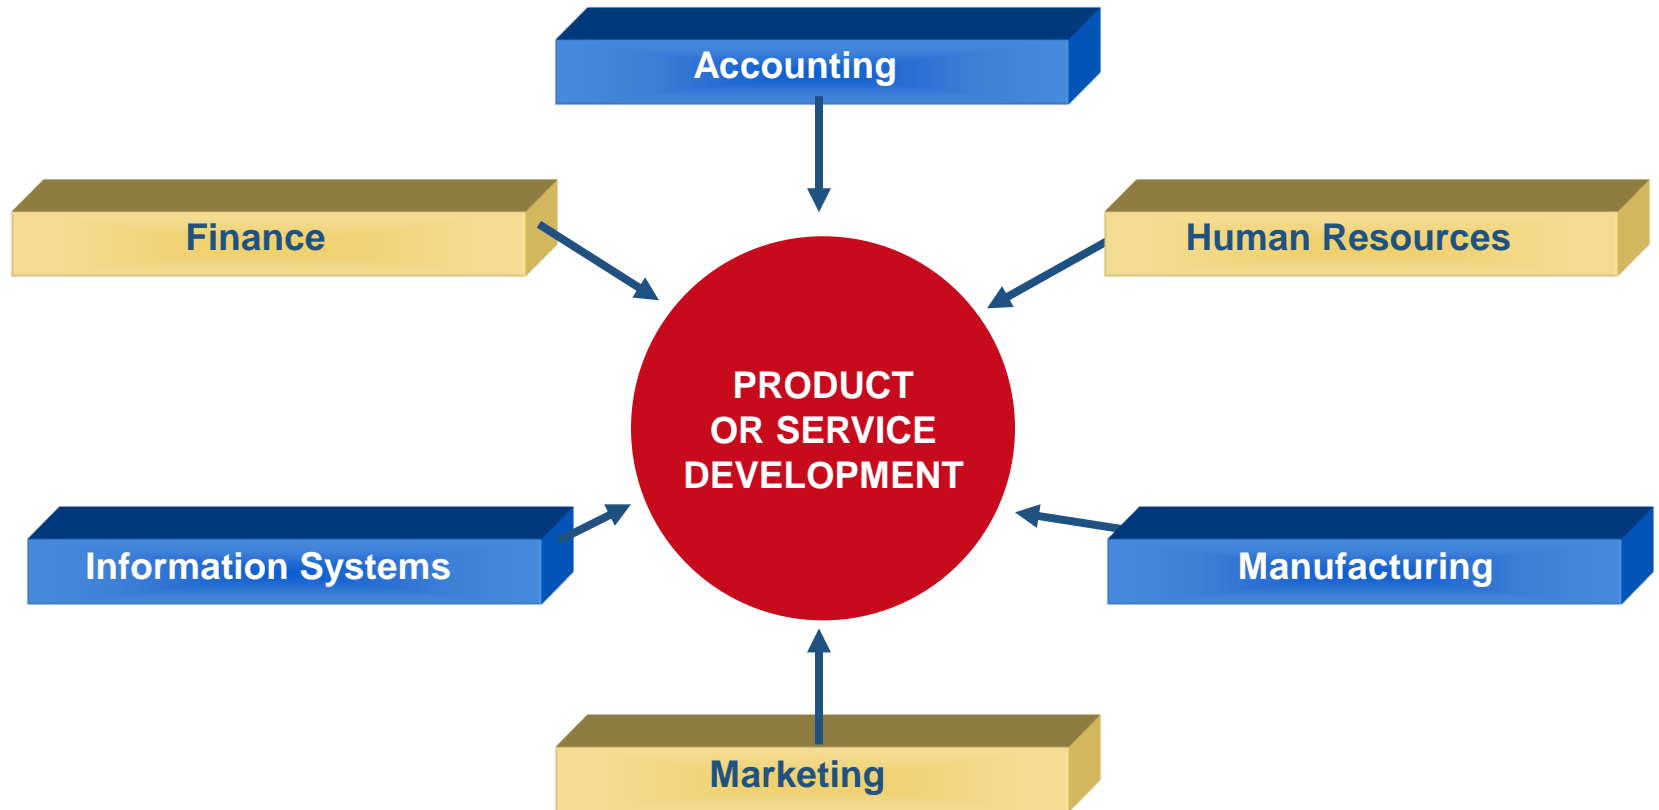 Accounting
Finance
Human Resources
PRODUCT
OR SERVICE
DEVELOPMENT
Information Systems
Manufacturing
Marketing